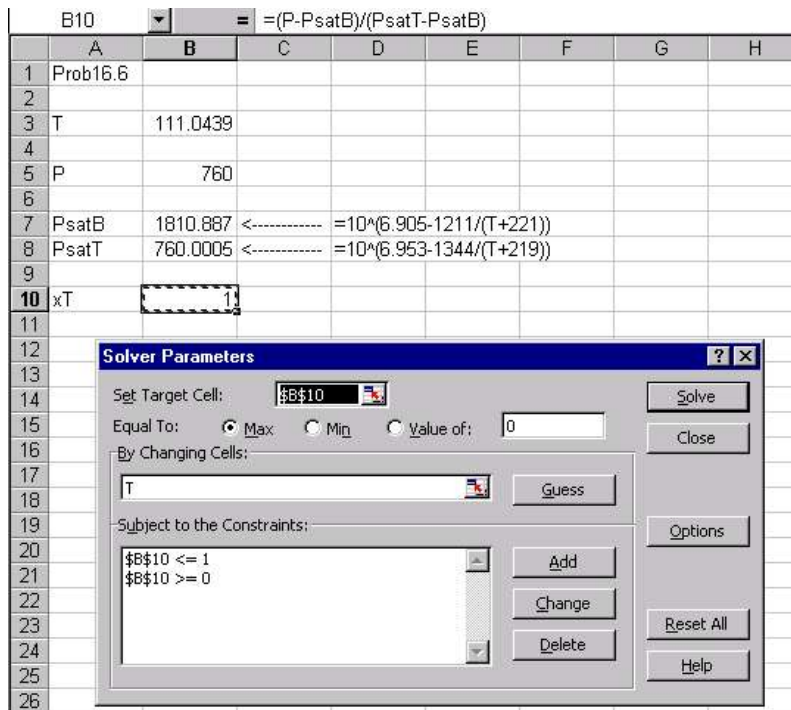 B10 = =(P-PsatB)/(PsatT-PsatB)
A B C D E F G H
1 Prob16.6
2
3 T 111.0439
4
5 P 760
6
7 PsatB 1810.887 <------------ =10^(6.905-1211/(T+221))
8 PsatT 760.0005 <------------ =10^(6.953-1344/(T+219))
9
10 xT 1
11
12
13
14
15
16
17
18
19
20
21
22
23
24
25
26
Solver Parameters ? ×
Set Target Cell: $B$10 Solve
Equal To: Max Min Value of: 0 Close
By Changing Cells:
T Guess
Subject to the Constraints: Options
$B$10 <= 1 Add
$B$10 >= 0
Change
Reset All
Delete
Help